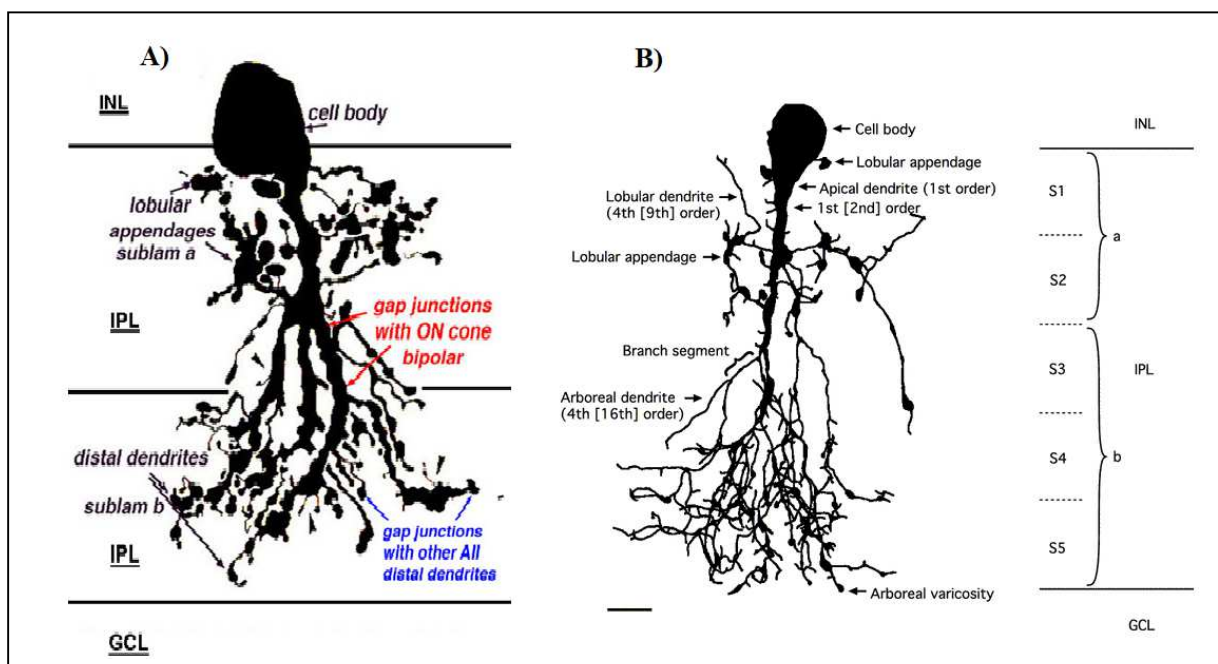 A)
INL
cell body
lobular
appendages
sublam a
gap junctions
with ON cone
bipolar
IPL
distal dendrites
sublam b
gap junctions
with other AII
distal dendrites
IPL
GCL
B)
Cell body
INL
Lobular appendage
Lobular dendrite
(4th [9th] order)
Apical dendrite (1st order)
1st [2nd] order
S1
a
Lobular appendage
S2
Branch segment
S3
IPL
Arboreal dendrite
(4th [16th] order)
S4
b
S5
Arboreal varicosity
GCL